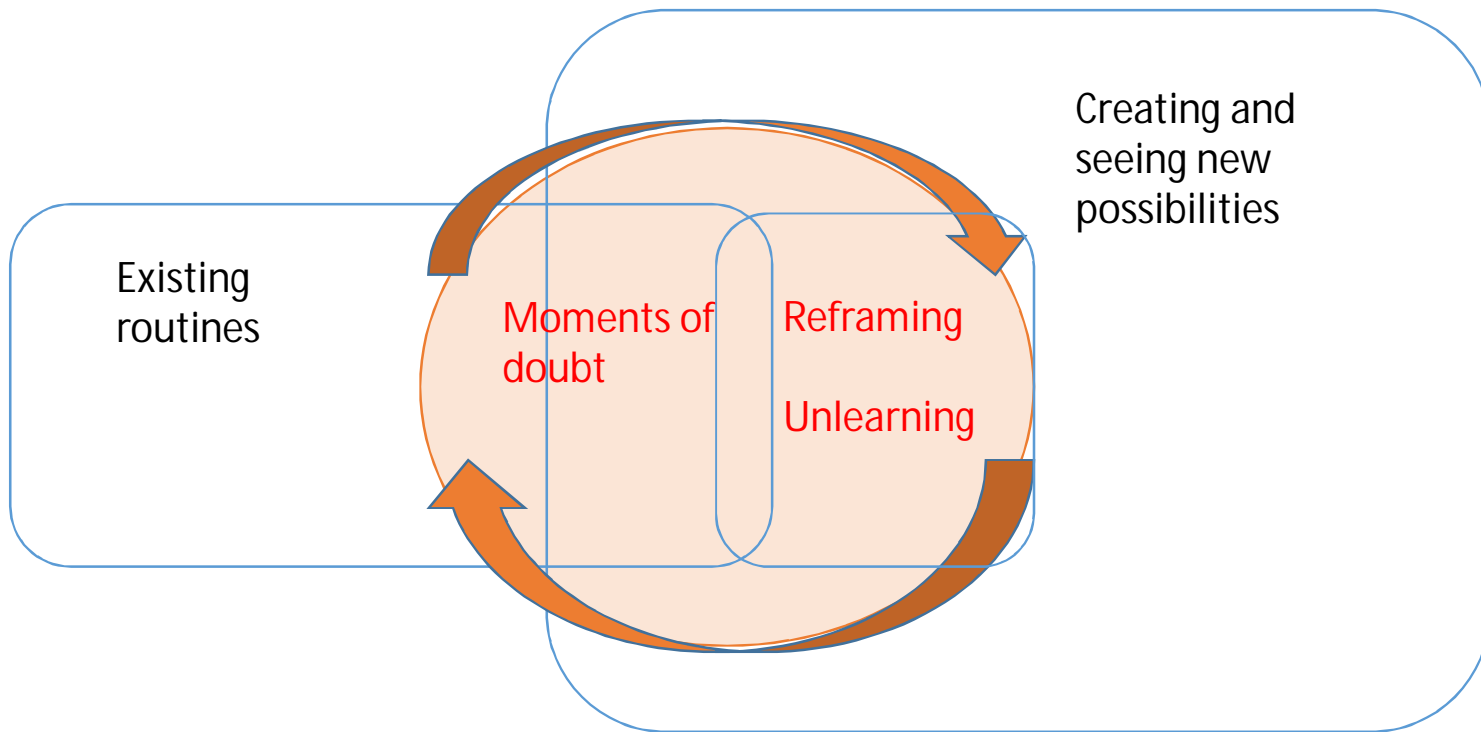 Existing
routines
Moments of
doubt
Reframing
Unlearning
Creating and
seeing new
possibilities